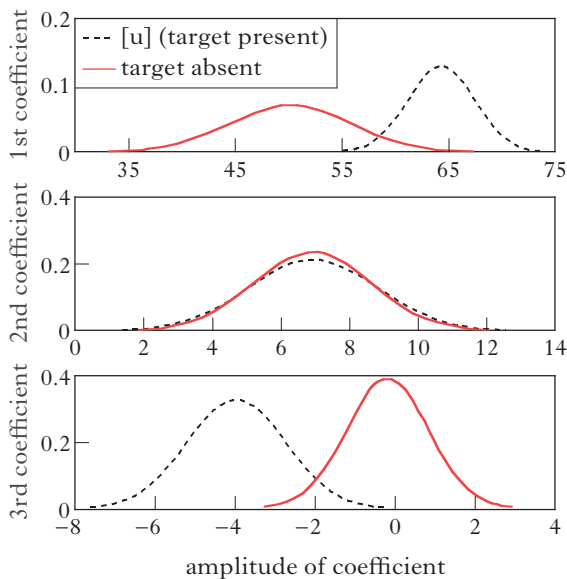 0.2
[u] (target present)
target absent
0.1
0
1st coefficient
35 45 55 65 75
0.4
0.2
0
2nd coefficient
0 2 4 6 8 10 12 14
0.4
0.2
0
3rd coefficient
−8 −6 −4 −2 0 2 4
amplitude of coefficient